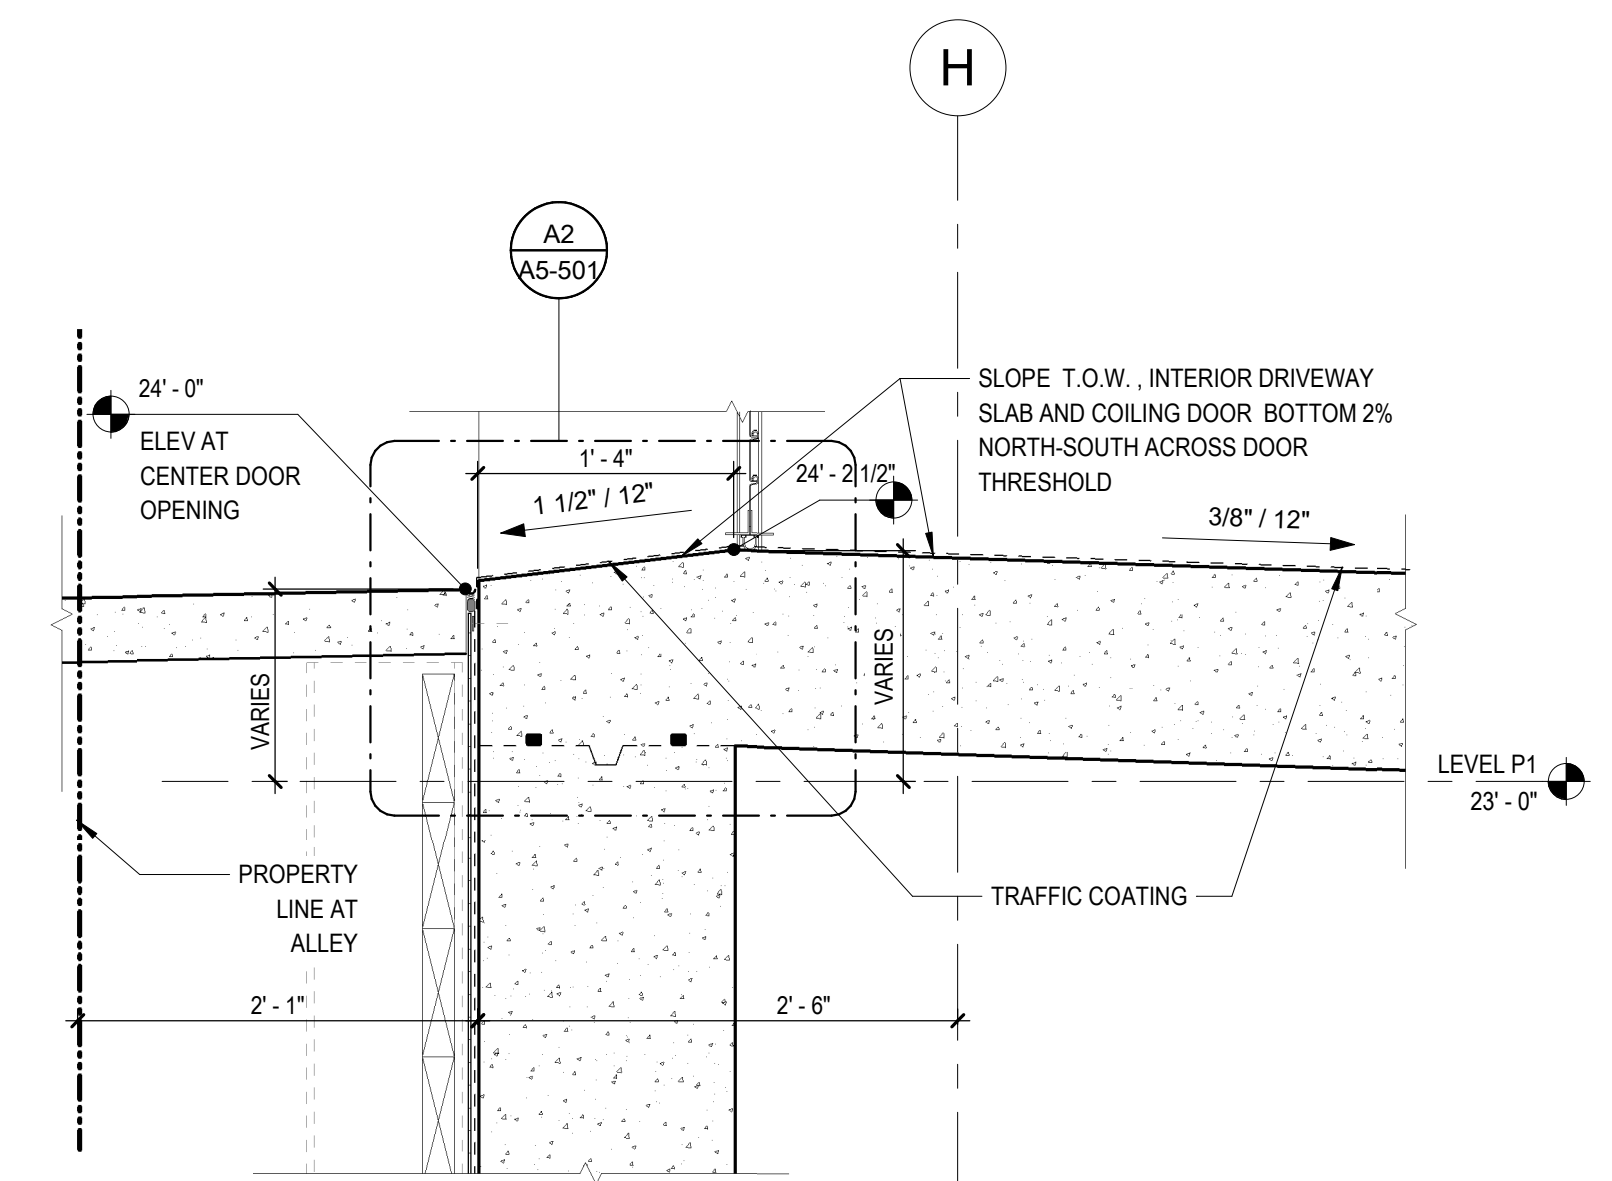 H
A2
A5-501
24' - 0"
ELEV AT
CENTER DOOR
OPENING
1' - 4"
1 1/2" / 12"
24' - 2 1/2"
SLOPE T.O.W. , INTERIOR DRIVEWAY
SLAB AND COILING DOOR BOTTOM 2%
NORTH-SOUTH ACROSS DOOR
THRESHOLD
3/8" / 12"
VARIES
VARIES
LEVEL P1
23' - 0"
PROPERTY
LINE AT
ALLEY
TRAFFIC COATING
2' - 1"
2' - 6"